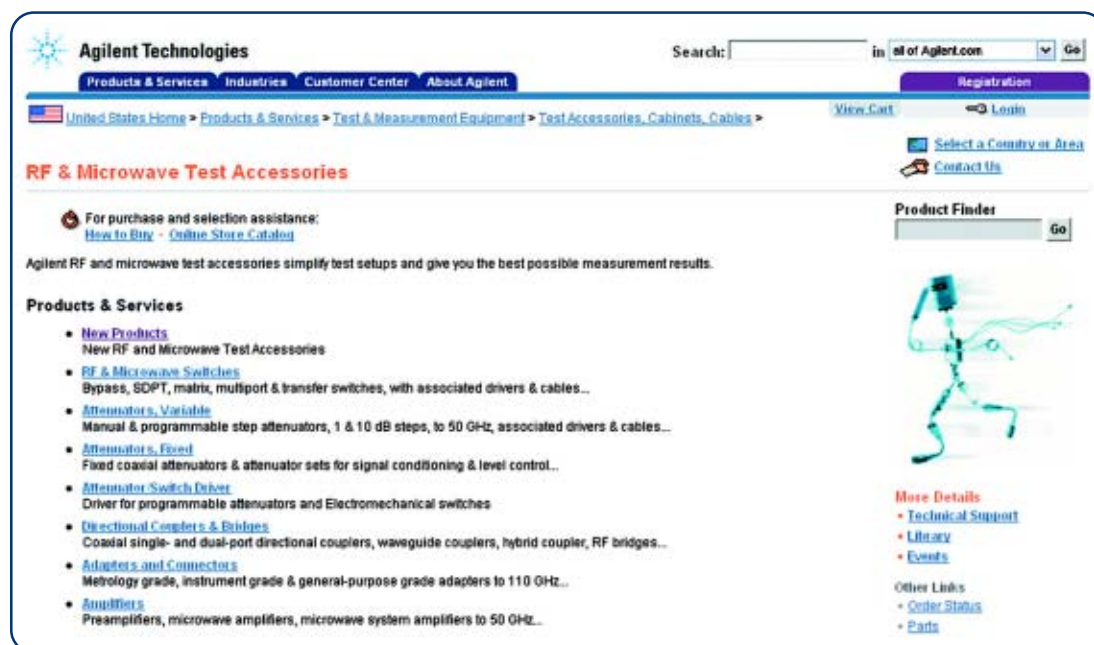 Agilent Technologies
Search: in all of Agilent.com Go
Products & Services Industries Customer Center About Agilent Registration
United States Home > Products & Services > Test & Measurement Equipment > Test Accessories, Cabinets, Cables >
View Cart Login
Select a Country or Area
Contact Us
RF & Microwave Test Accessories
For purchase and selection assistance:
How to Buy - Online Store Catalog
Product Finder
Go
Agilent RF and microwave test accessories simplify test setups and give you the best possible measurement results.
Products & Services
• New Products
New RF and Microwave Test Accessories
• RF & Microwave Switches
Bypass, SDPT, matrix, multiport & transfer switches, with associated drivers & cables...
• Attenuators, Variable
Manual & programmable step attenuators, 1 & 10 dB steps, to 50 GHz, associated drivers & cables...
• Attenuators, Fixed
Fixed coaxial attenuators & attenuator sets for signal conditioning & level control...
• Attenuator/Switch Driver
Driver for programmable attenuators and Electromechanical switches
• Directional Couplers & Bridges
Coaxial single- and dual-port directional couplers, waveguide couplers, hybrid coupler, RF bridges...
• Adapters and Connectors
Metrology grade, instrument grade & general-purpose grade adapters to 110 GHz...
• Amplifiers
Preamplifiers, microwave amplifiers, microwave system amplifiers to 50 GHz...
More Details
• Technical Support
• Library
• Events
Other Links
• Order Status
• Parts